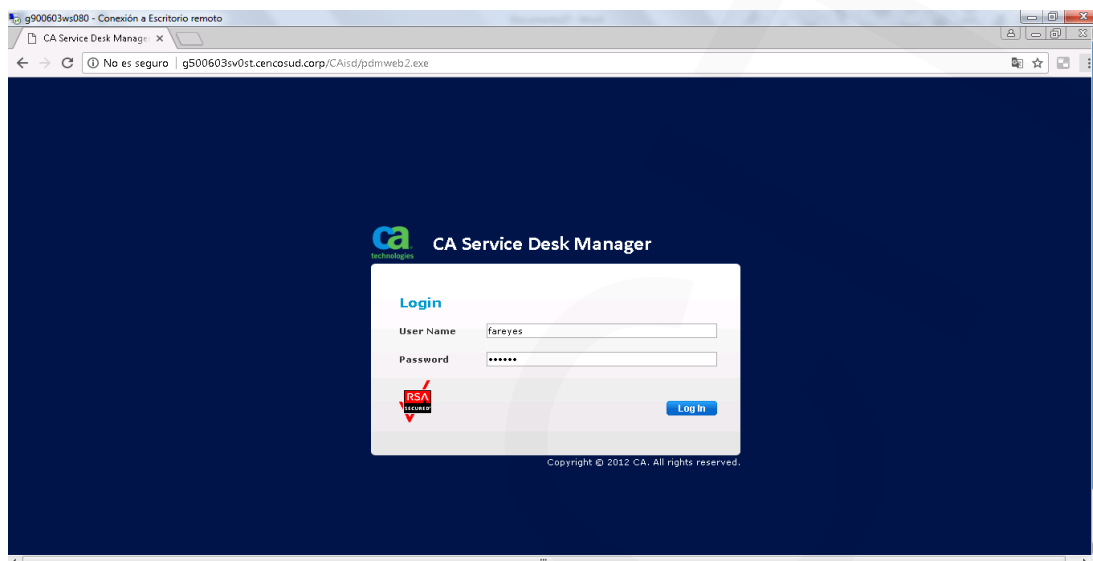 g900603ws080 - Conexión a Escritorio remoto
CA Service Desk Manage
No es seguro | g500603sv0st.cencosud.corp/CAisd/pdmweb2.exe
ca
technologies
CA Service Desk Manager
Login
User Name fareyes
Password ••••••
RSA
SECURED
Log In
Copyright © 2012 CA. All rights reserved.